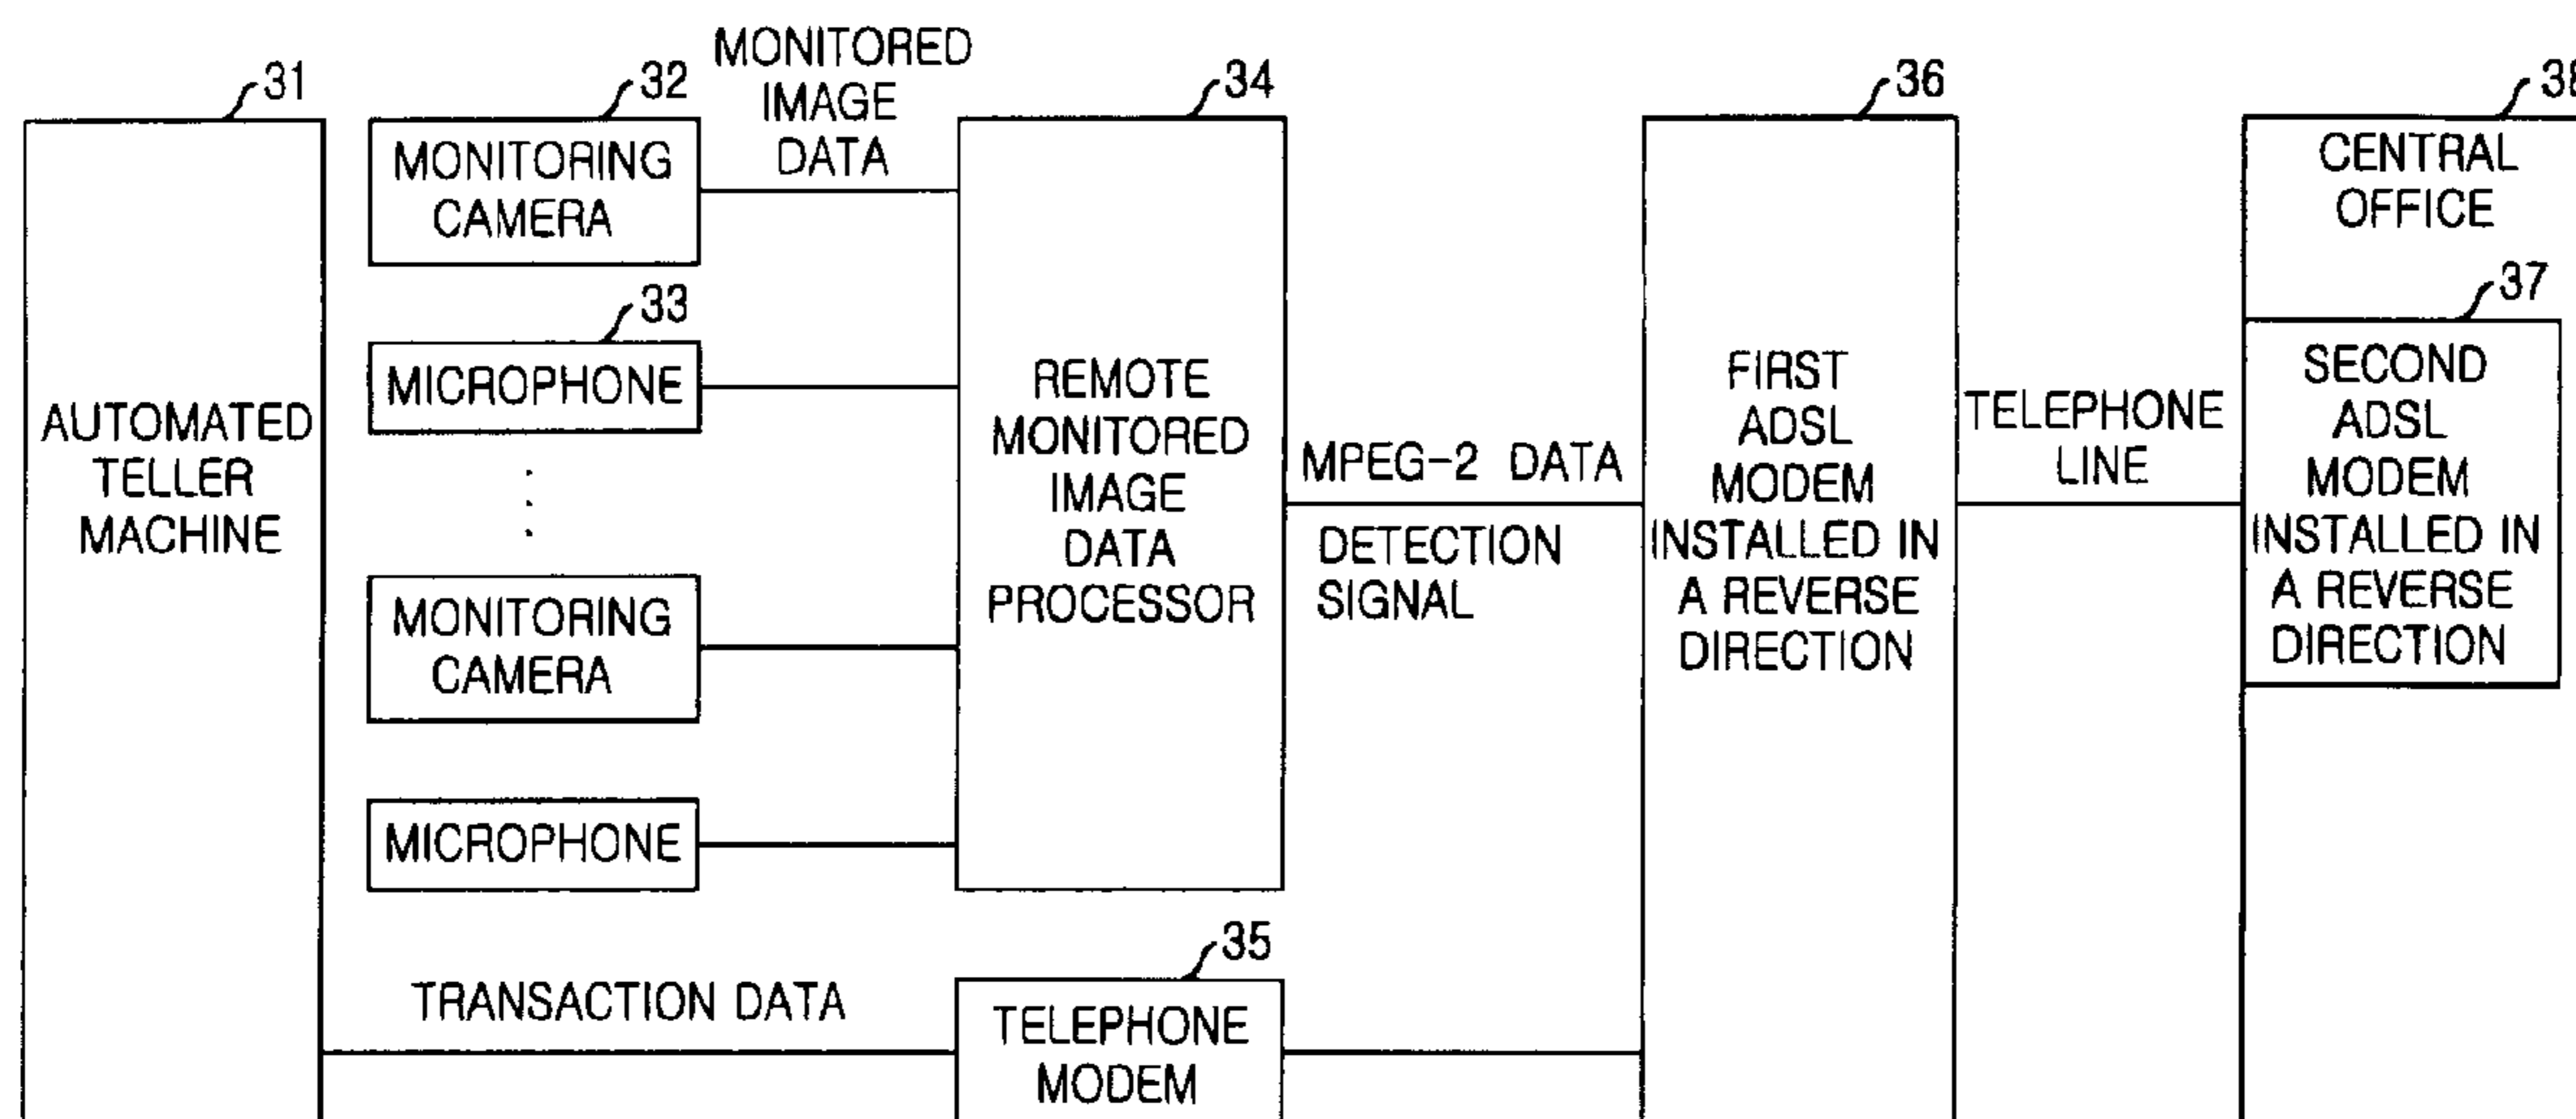 31
AUTOMATED
TELLER
MACHINE
32
MONITORING
CAMERA
MONITORED
IMAGE
DATA
33
MICROPHONE
MONITORING
CAMERA
MICROPHONE
34
REMOTE
MONITORED
IMAGE
DATA
PROCESSOR
TRANSACTION DATA
35
TELEPHONE
MODEM
MPEG-2 DATA
DETECTION
SIGNAL
36
FIRST
ADSL
MODEM
INSTALLED IN
A REVERSE
DIRECTION
TELEPHONE
LINE
38
CENTRAL
OFFICE
37
SECOND
ADSL
MODEM
INSTALLED IN
A REVERSE
DIRECTION